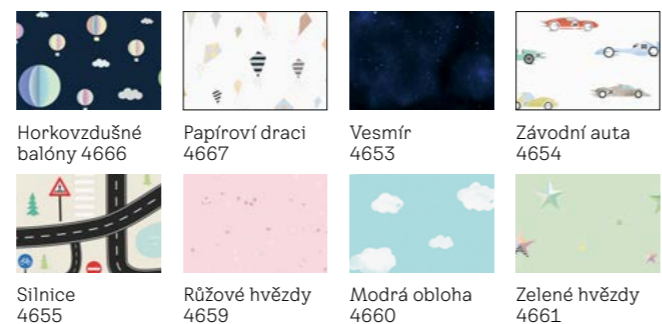 Horkovzdušné
balóny 4666
Papíroví draci
4667
Vesmír
4653
Závodní auta
4654
Silnice
4655
Růžové hvězdy
4659
Modrá obloha
4660
Zelené hvězdy
4661